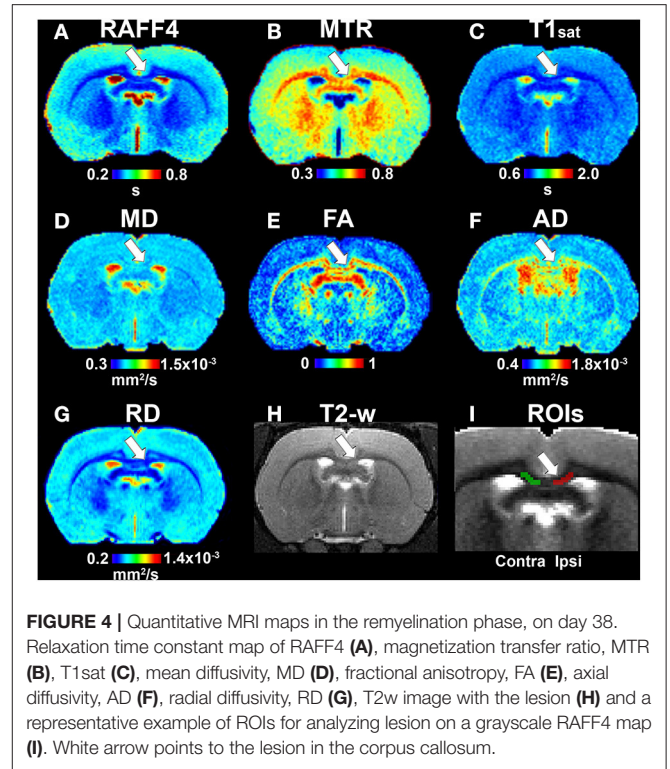 A RAFF4 B MTR C T1sat
0.2 0.8 0.3 0.8 0.6 2.0
s s
D MD E FA F AD
0.3 1.5x10-3 0 1 0.4 1.8x10-3
mm2/s mm2/s
G RD H T2-w I ROIs
0.2 1.4x10-3 Contra Ipsi
mm2/s
FIGURE 4 | Quantitative MRI maps in the remyelination phase, on day 38.
Relaxation time constant map of RAFF4 (A), magnetization transfer ratio, MTR
(B), T1sat (C), mean diffusivity, MD (D), fractional anisotropy, FA (E), axial
diffusivity, AD (F), radial diffusivity, RD (G), T2w image with the lesion (H) and a
representative example of ROIs for analyzing lesion on a grayscale RAFF4 map
(I). White arrow points to the lesion in the corpus callosum.